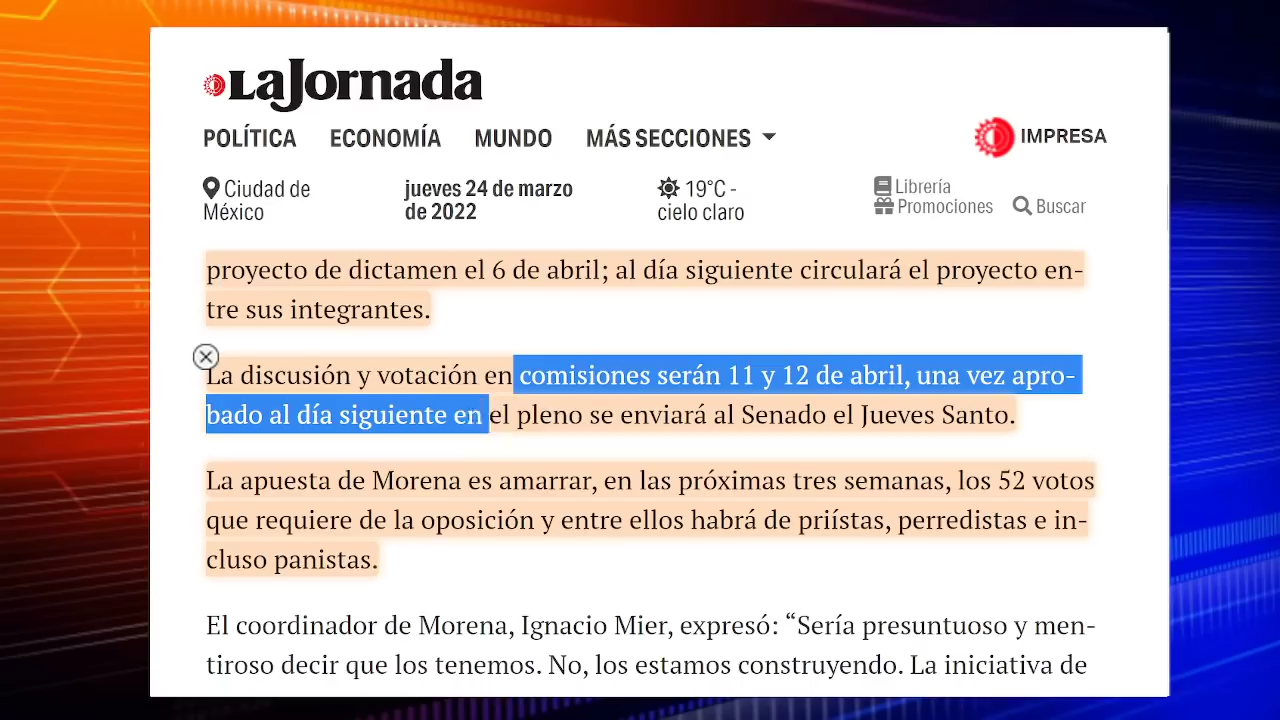 LaJornada
POLÍTICA ECONOMÍA MUNDO MÁS SECCIONES IMPRESA
Ciudad de México
jueves 24 de marzo de 2022
19°C - cielo claro
Librería
Promociones
Buscar
proyecto de dictamen el 6 de abril; al día siguiente circulará el proyecto en-
tre sus integrantes.
La discusión y votación en comisiones serán 11 y 12 de abril, una vez apro-
bado al día siguiente en el pleno se enviará al Senado el Jueves Santo.
La apuesta de Morena es amarrar, en las próximas tres semanas, los 52 votos
que requiere de la oposición y entre ellos habrá de priístas, perredistas e in-
cluso panistas.
El coordinador de Morena, Ignacio Mier, expresó: “Sería presuntuoso y men-
tiroso decir que los tenemos. No, los estamos construyendo. La iniciativa de